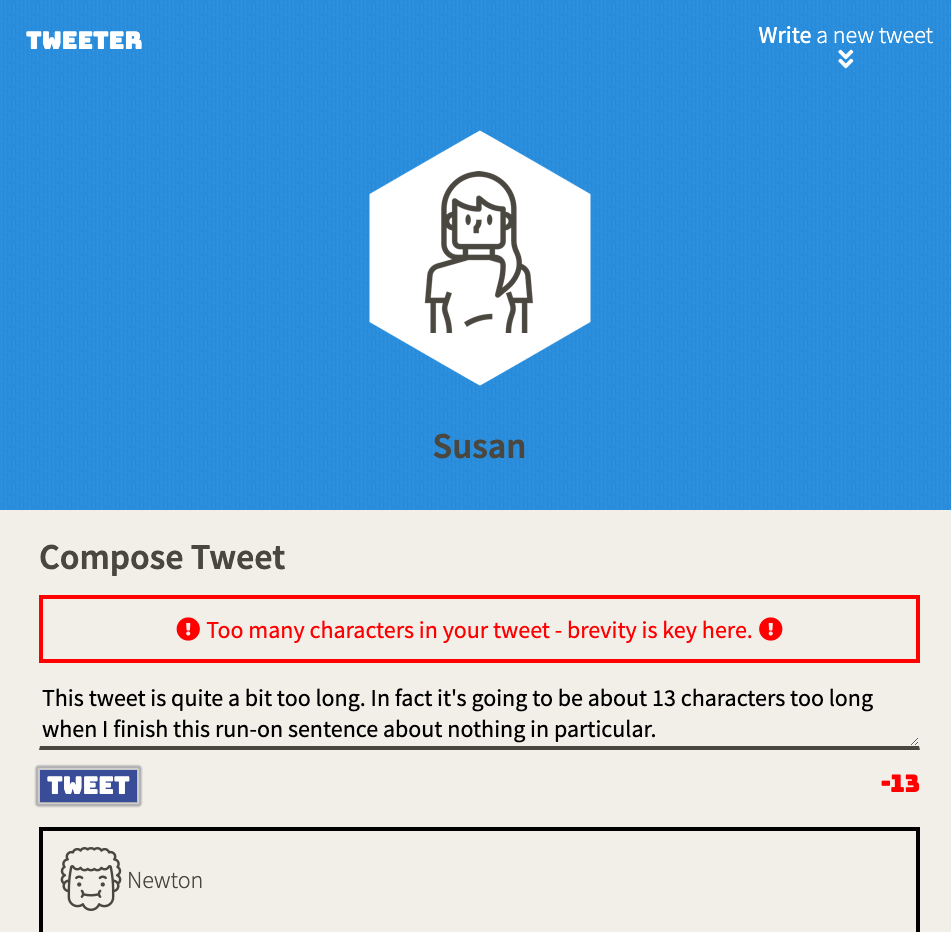 TWEETER
Write a new tweet
Susan
Compose Tweet
Too many characters in your tweet - brevity is key here.
This tweet is quite a bit too long. In fact it's going to be about 13 characters too long
when I finish this run-on sentence about nothing in particular.
TWEET
-13
Newton